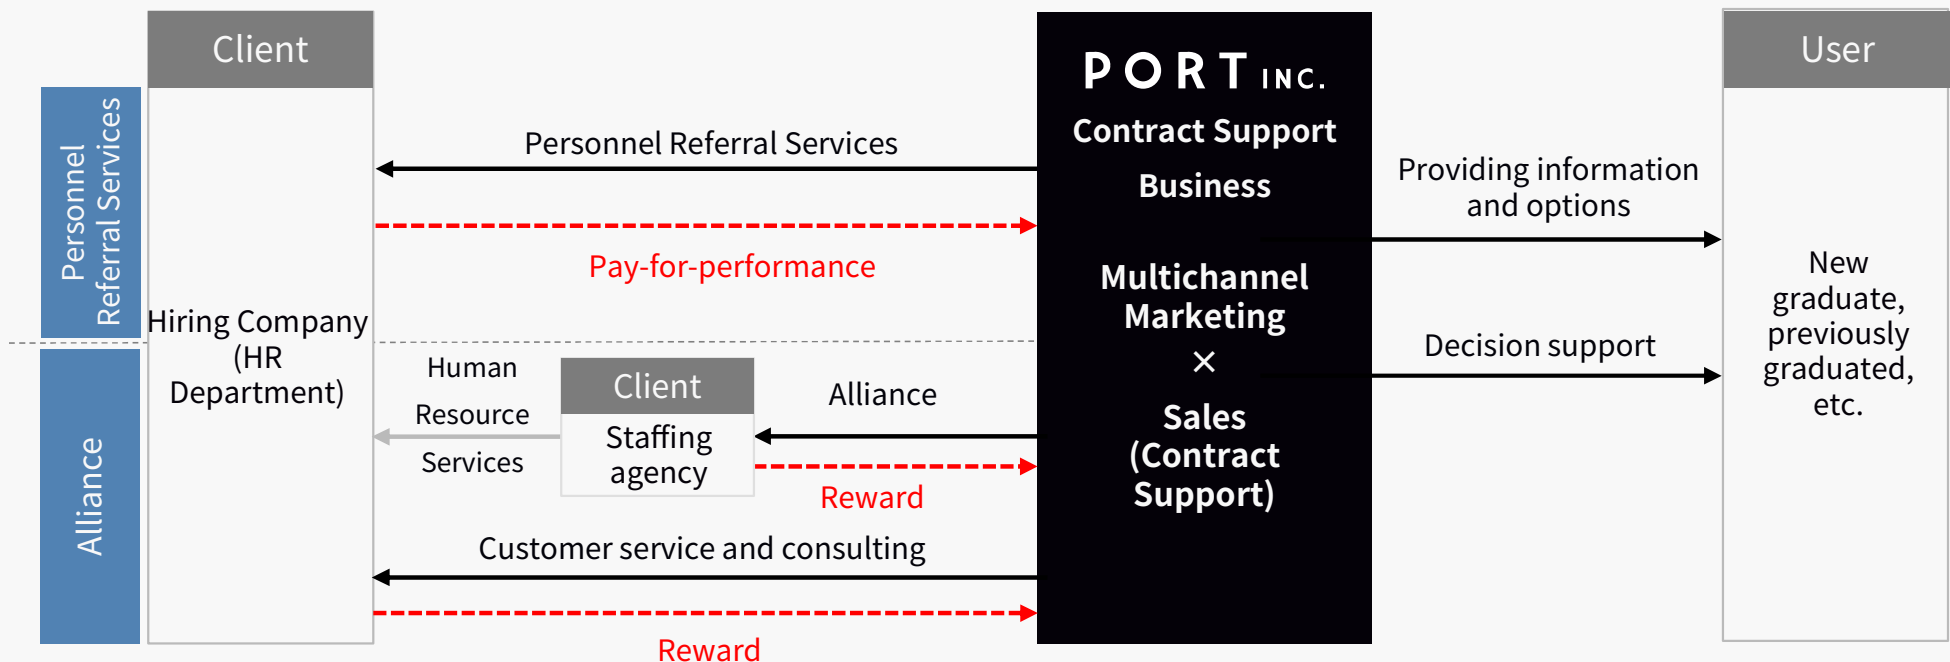 Client
PORT INC.
User
Personnel
Referral Services
Personnel Referral Services
Contract Support
Business
Providing information
and options
Pay-for-performance
Multichannel
Marketing
×
Sales
(Contract
Support)
New
graduate,
previously
graduated,
etc.
Hiring Company
(HR
Department)
Decision support
Alliance
Human
Resource
Services
Client
Staffing
agency
Alliance
Reward
Customer service and consulting
Reward